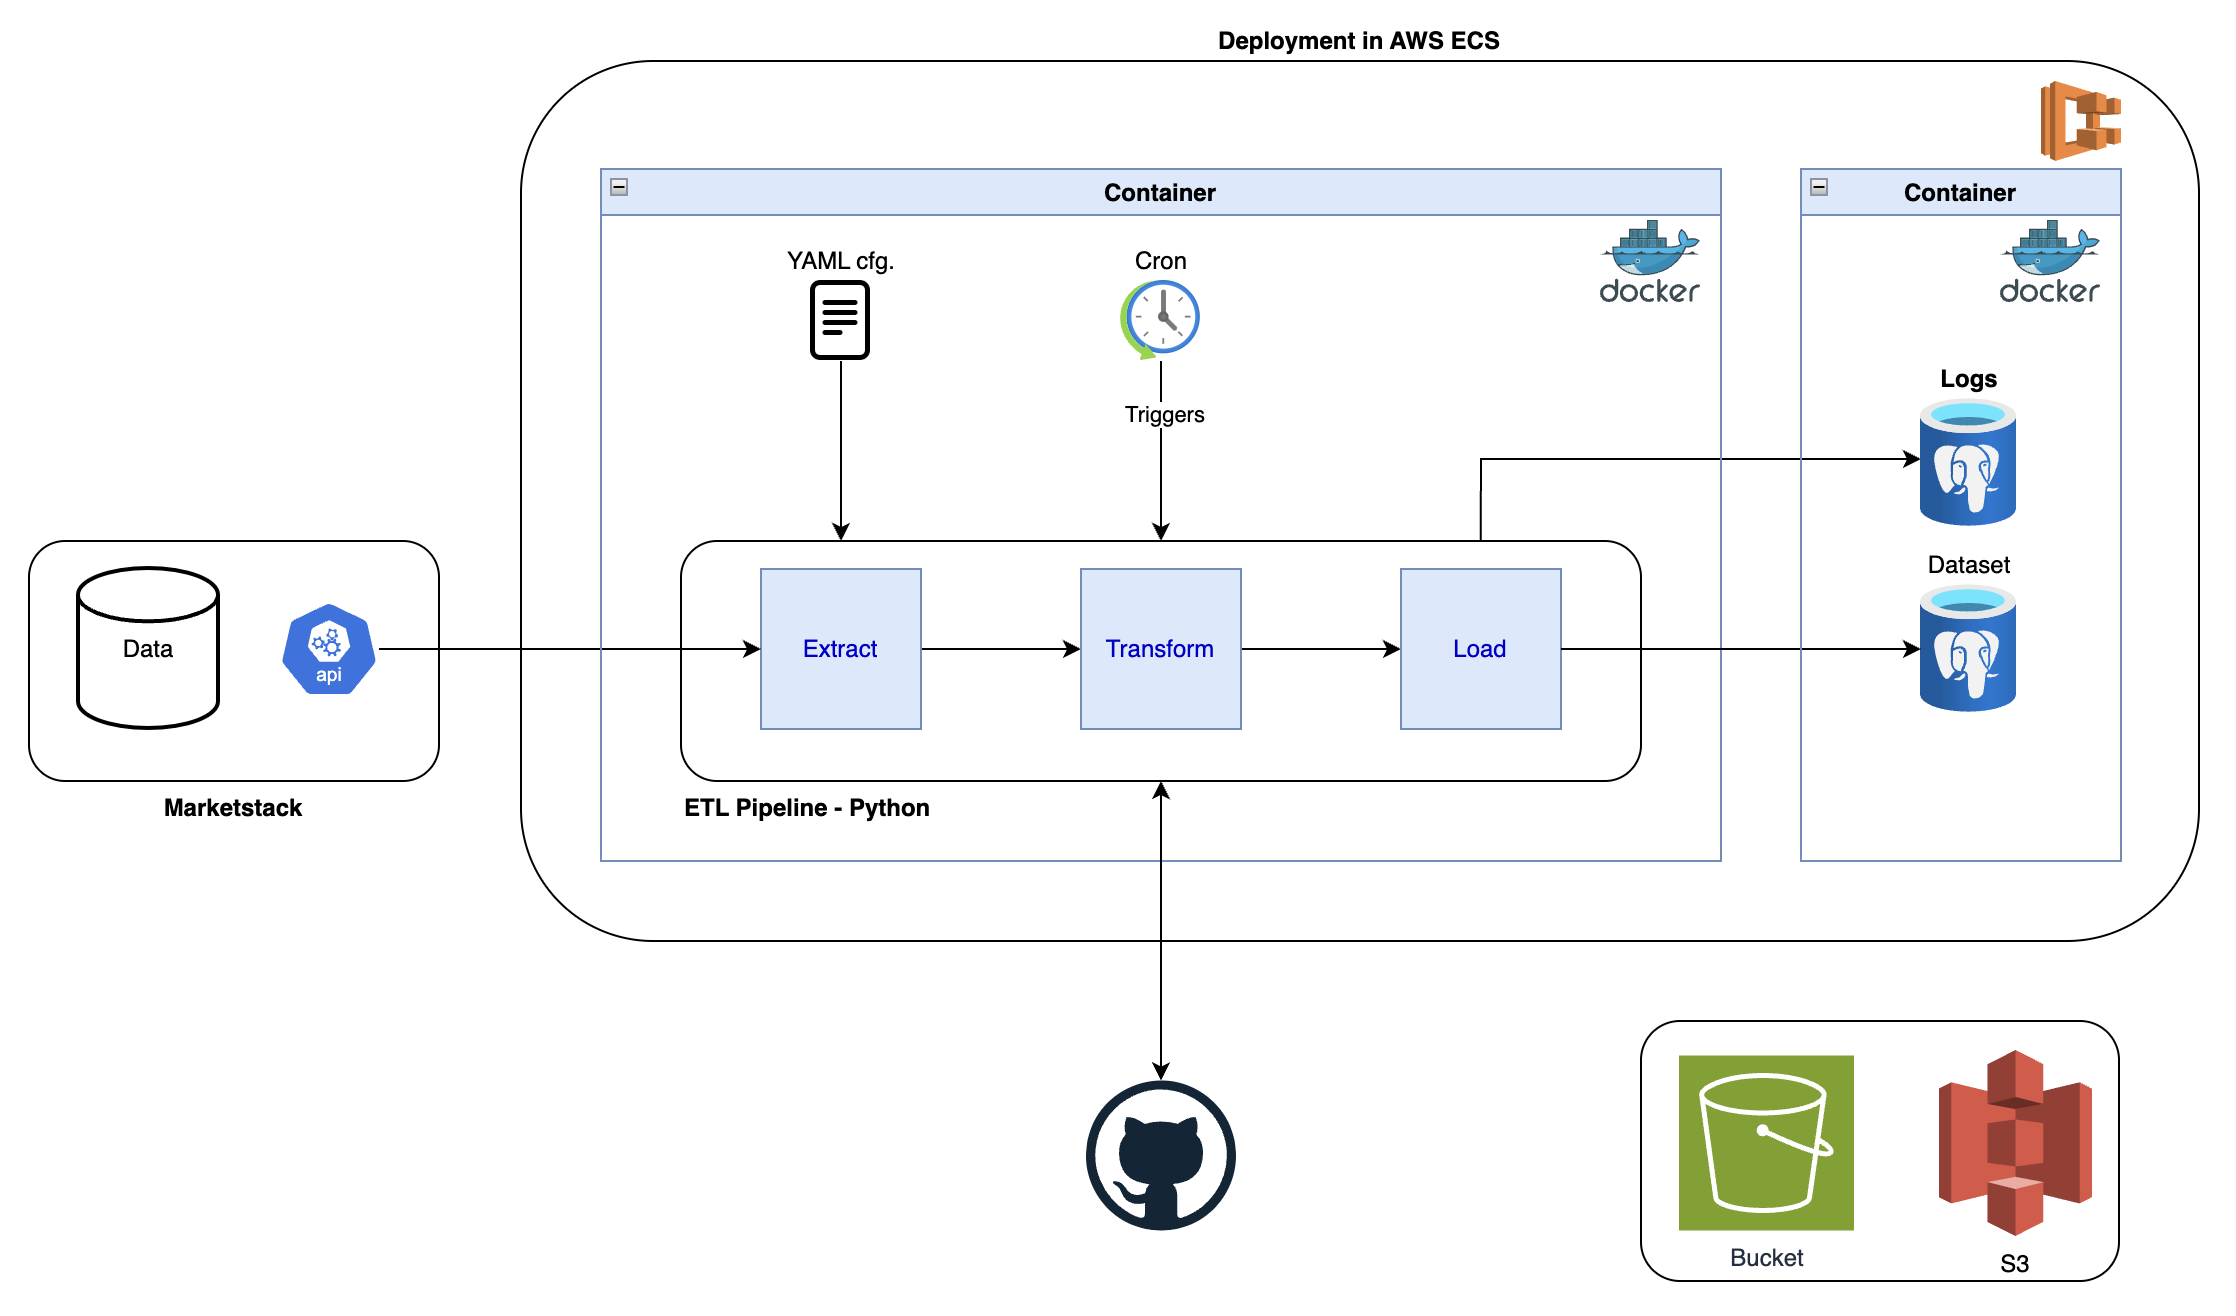 Deployment in AWS ECS
Container
Container
YAML cfg.
Cron
docker
docker
Triggers
Logs
Dataset
Data
api
Extract
Transform
Load
Marketstack
ETL Pipeline - Python
Bucket
S3